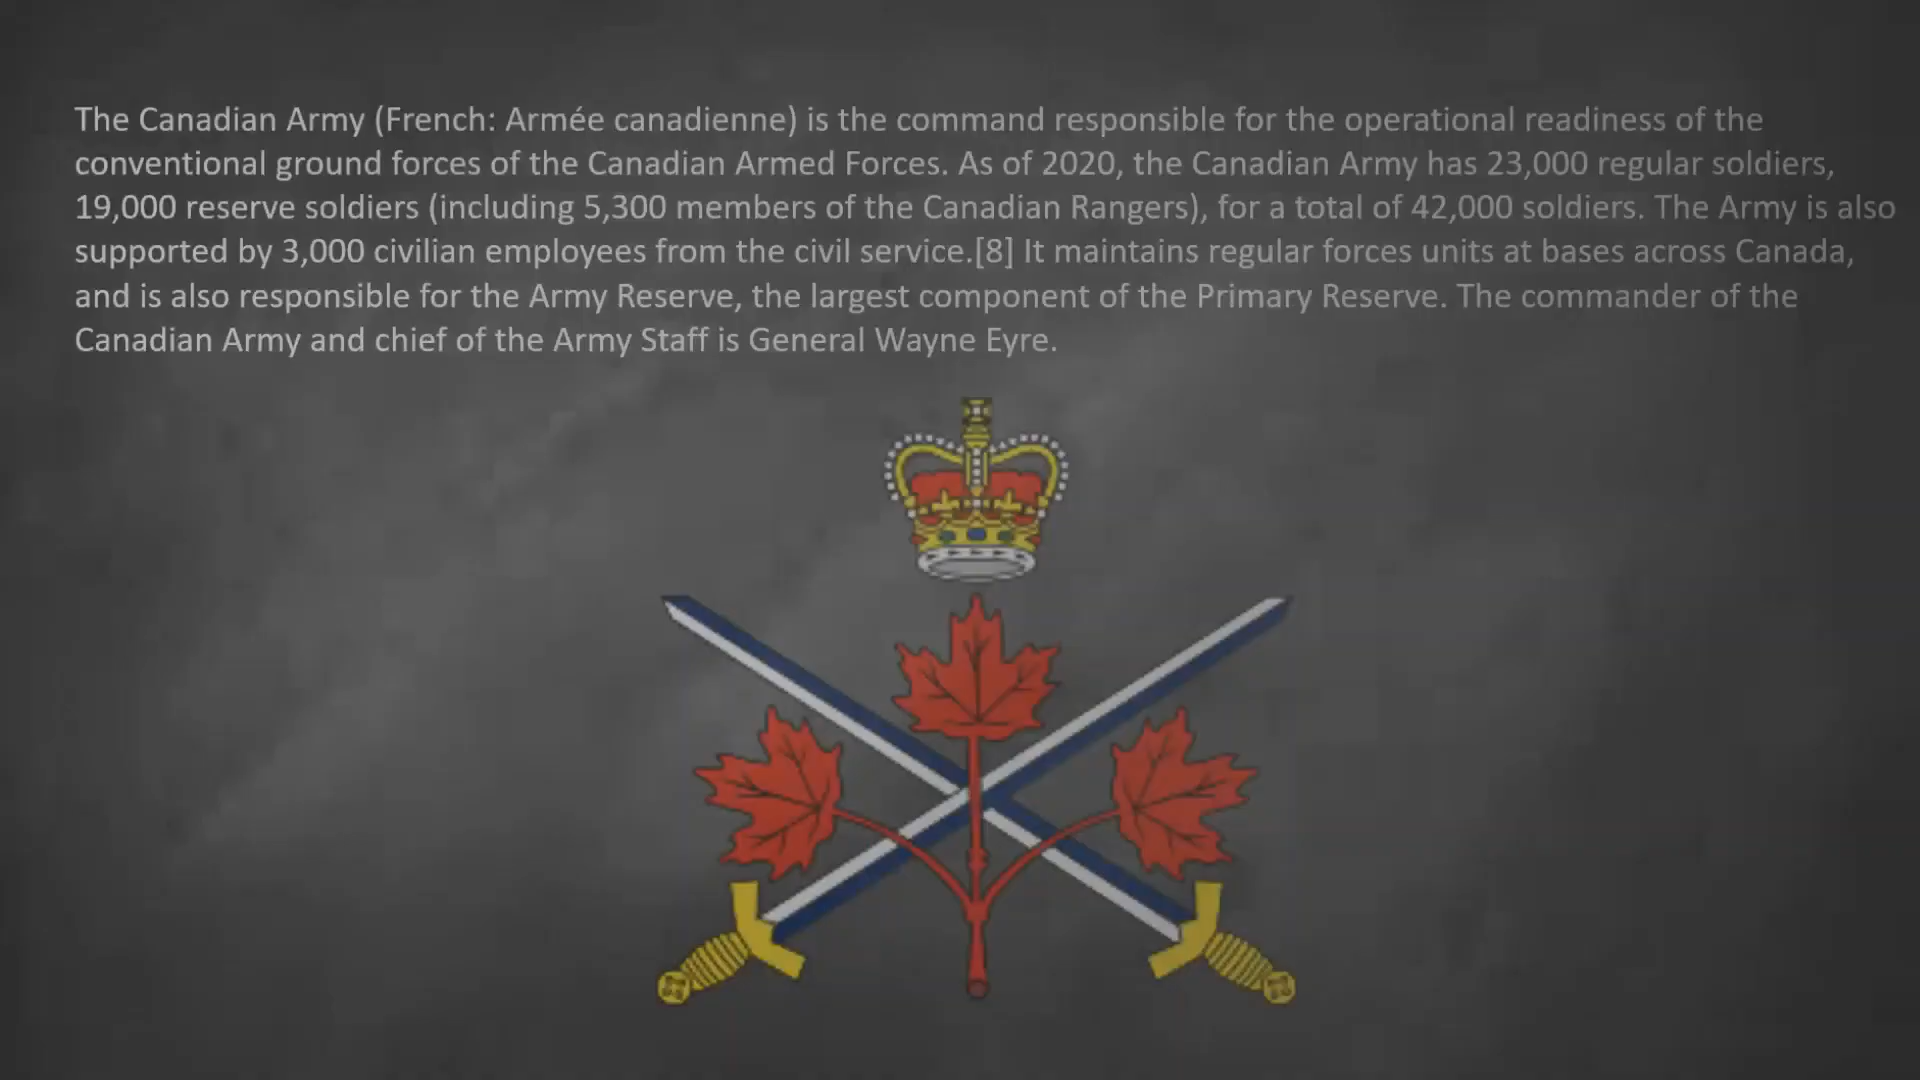 The Canadian Army (French: Armée canadienne) is the command responsible for the operational readiness of the
conventional ground forces of the Canadian Armed Forces. As of 2020, the Canadian Army has 23,000 regular soldiers,
19,000 reserve soldiers (including 5,300 members of the Canadian Rangers), for a total of 42,000 soldiers. The Army is also
supported by 3,000 civilian employees from the civil service.[8] It maintains regular forces units at bases across Canada,
and is also responsible for the Army Reserve, the largest component of the Primary Reserve. The commander of the
Canadian Army and chief of the Army Staff is General Wayne Eyre.